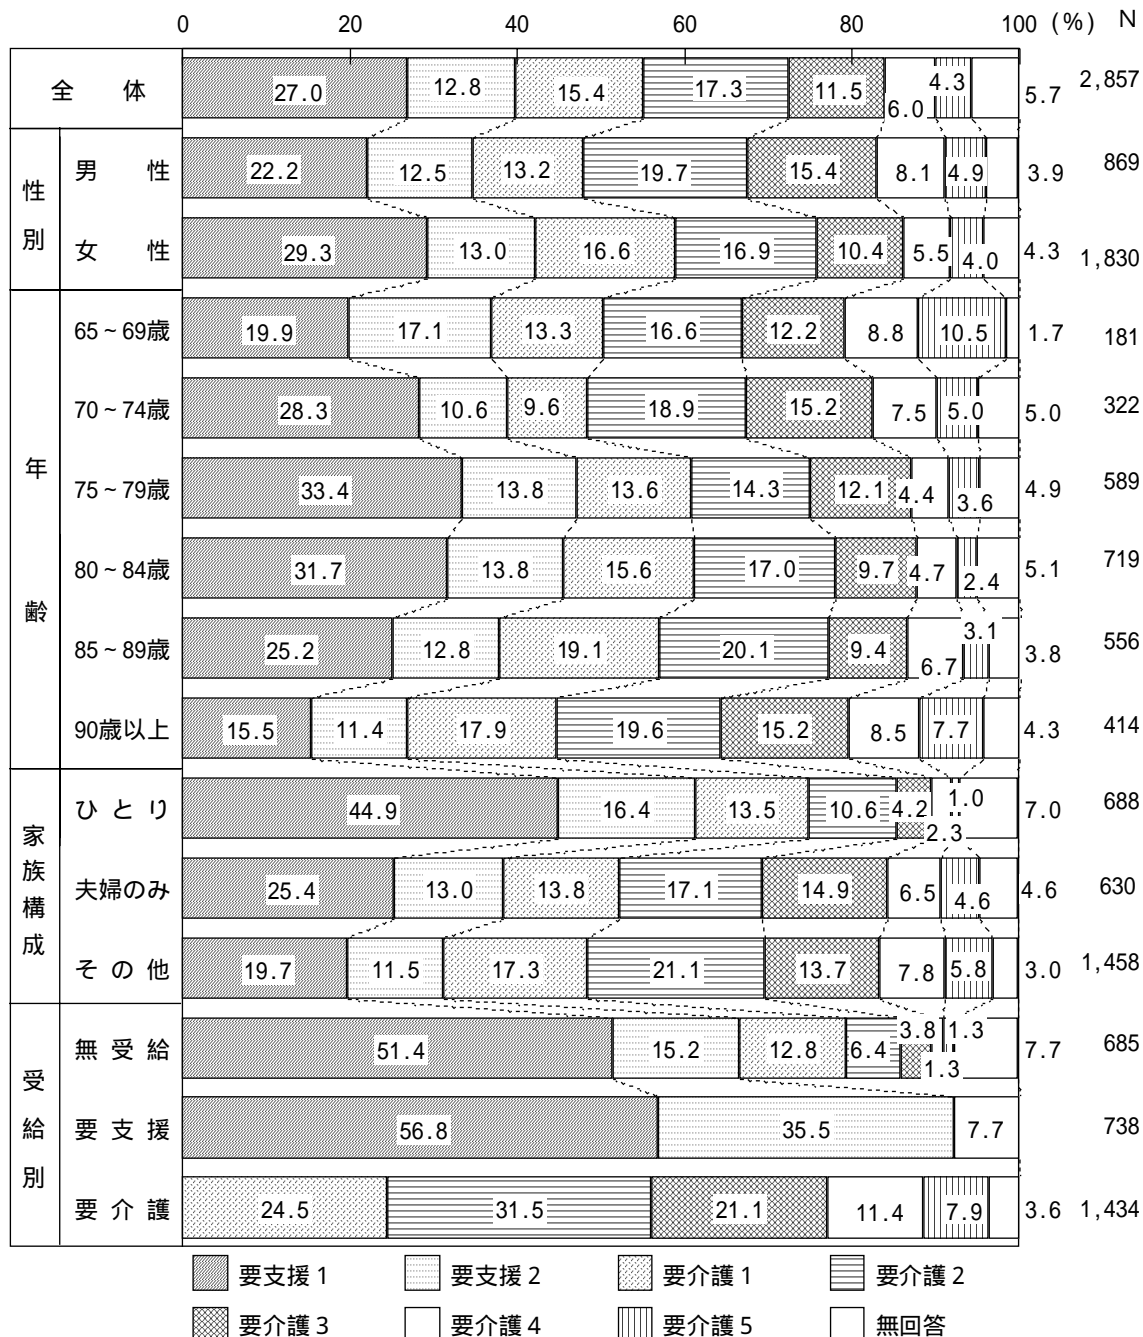 0 20 40 60 80 100 (%) N
全体 27.0 12.8 15.4 17.3 11.5 6.0 4.3 5.7 2,857
性別
男性 22.2 12.5 13.2 19.7 15.4 8.1 4.9 3.9 869
女性 29.3 13.0 16.6 16.9 10.4 5.5 4.0 4.3 1,830
年齢
65~69歳 19.9 17.1 13.3 16.6 12.2 8.8 10.5 1.7 181
70~74歳 28.3 10.6 9.6 18.9 15.2 7.5 5.0 5.0 322
75~79歳 33.4 13.8 13.6 14.3 12.1 4.4 3.6 4.9 589
80~84歳 31.7 13.8 15.6 17.0 9.7 4.7 2.4 5.1 719
85~89歳 25.2 12.8 19.1 20.1 9.4 6.7 3.1 3.8 556
90歳以上 15.5 11.4 17.9 19.6 15.2 8.5 7.7 4.3 414
家族構成
ひとり 44.9 16.4 13.5 10.6 4.2 2.3 1.0 7.0 688
夫婦のみ 25.4 13.0 13.8 17.1 14.9 6.5 4.6 4.6 630
その他 19.7 11.5 17.3 21.1 13.7 7.8 5.8 3.0 1,458
受給別
無受給 51.4 15.2 12.8 6.4 3.8 1.3 1.3 7.7 685
要支援 56.8 35.5 7.7 738
要介護 24.5 31.5 21.1 11.4 7.9 3.6 1,434
要支援1 要支援2 要介護1 要介護2
要介護3 要介護4 要介護5 無回答